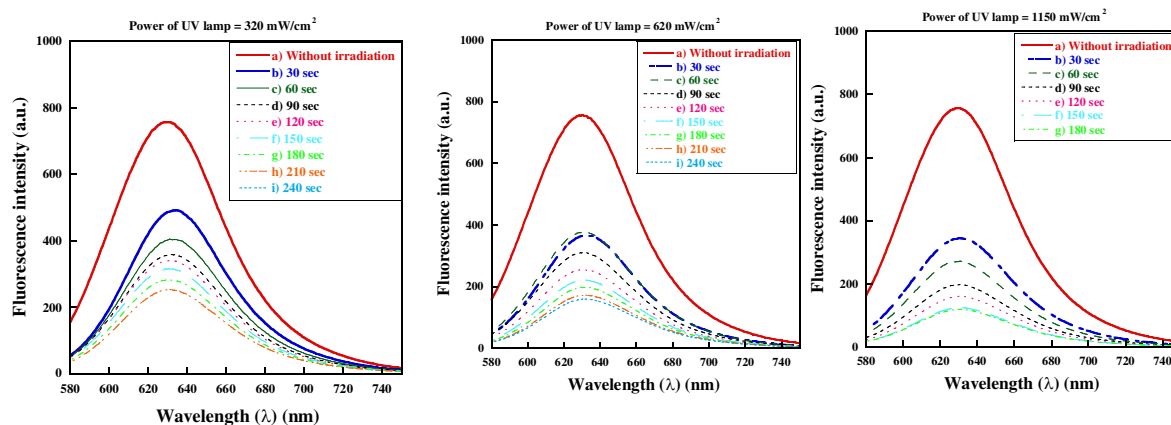 Power of UV lamp = 320 mW/cm²
1000
800
600
400
200
0
580 600 620 640 660 680 700 720 740
Fluorescence intensity (a.u.)
Wavelength (λ) (nm)
a) Without irradiation
b) 30 sec
c) 60 sec
d) 90 sec
e) 120 sec
f) 150 sec
g) 180 sec
h) 210 sec
i) 240 sec
Power of UV lamp = 620 mW/cm²
1000
800
600
400
200
0
580 600 620 640 660 680 700 720 740
Fluorescence intensity (a.u.)
Wavelength (λ) (nm)
a) Without irradiation
b) 30 sec
c) 60 sec
d) 90 sec
e) 120 sec
f) 150 sec
g) 180 sec
h) 210 sec
i) 240 sec
Power of UV lamp = 1150 mW/cm²
1000
800
600
400
200
0
580 600 620 640 660 680 700 720 740
Fluorescence intensity (a.u.)
Wavelength (λ) (nm)
a) Without irradiation
b) 30 sec
c) 60 sec
d) 90 sec
e) 120 sec
f) 150 sec
g) 180 sec